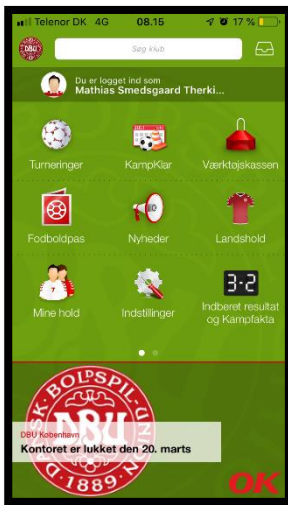 Telenor DK 4G 08.15 17 %
DBU Søg klub
Du er logget ind som
Mathias Smedsgaard Therki...
Turneringer KampKlar Værktøjskassen
Fodboldpas Nyheder Landshold
Mine hold Indstillinger 3-2
Indberet resultat
og Kampfakta
DANSK BOLDSPIL-UNION
DBU København
Kontoret er lukket den 20. marts
1889
OK